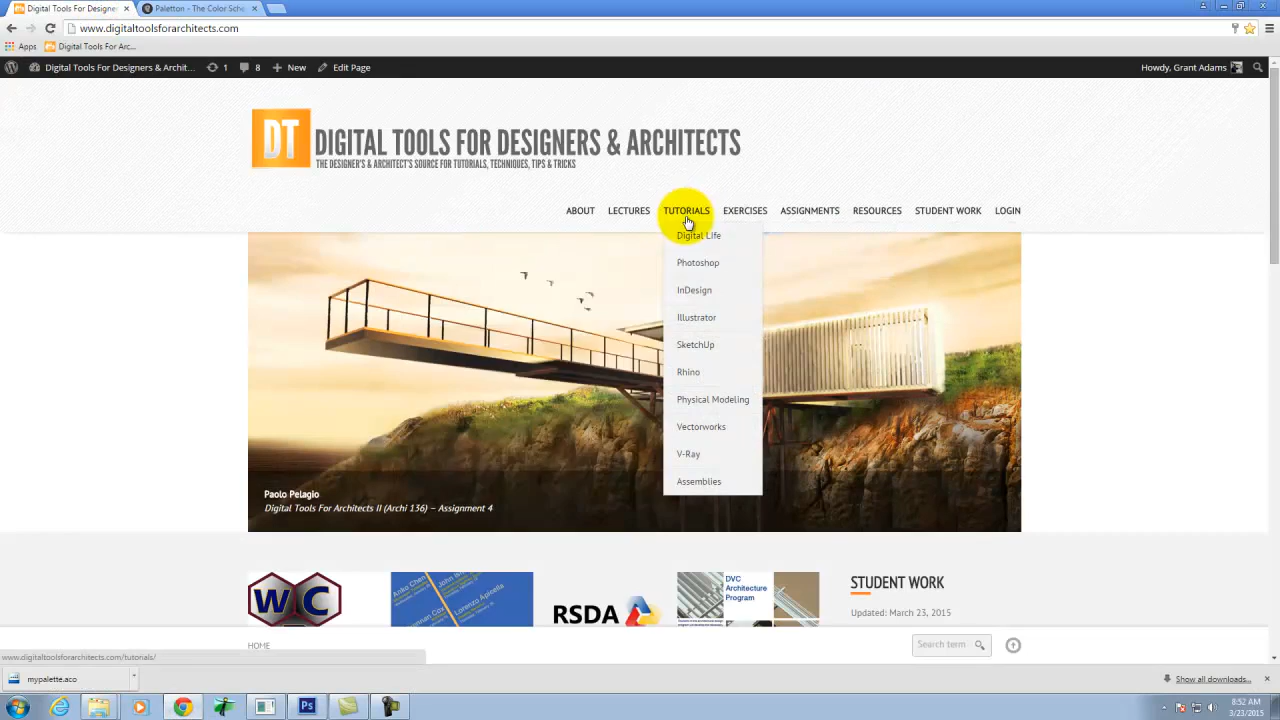 Digital Tools For Designe
Paletton - The Color Sch
www.digitaltoolsforarchitects.com
Apps
Digital Tools For Arc...
Digital Tools For Designers & Archit...
1
8
New
Edit Page
Howdy, Grant Adams
DT
DIGITAL TOOLS FOR DESIGNERS & ARCHITECTS
THE DESIGNER'S & ARCHITECT'S SOURCE FOR TUTORIALS, TECHNIQUES, TIPS & TRICKS
ABOUT
LECTURES
TUTORIALS
EXERCISES
ASSIGNMENTS
RESOURCES
STUDENT WORK
LOGIN
Digital Life
Photoshop
InDesign
Illustrator
SketchUp
Rhino
Physical Modeling
Vectorworks
V-Ray
Assemblies
Paolo Pelagio
Digital Tools For Architects II (Archi 136) – Assignment 4
WC
RSDA
DVC
Architecture
Program
STUDENT WORK
Updated: March 23, 2015
HOME
Search term
www.digitaltoolsforarchitects.com/tutorials/
mypalette.aco
Show all downloads...
Ps
8:52 AM
3/23/2015